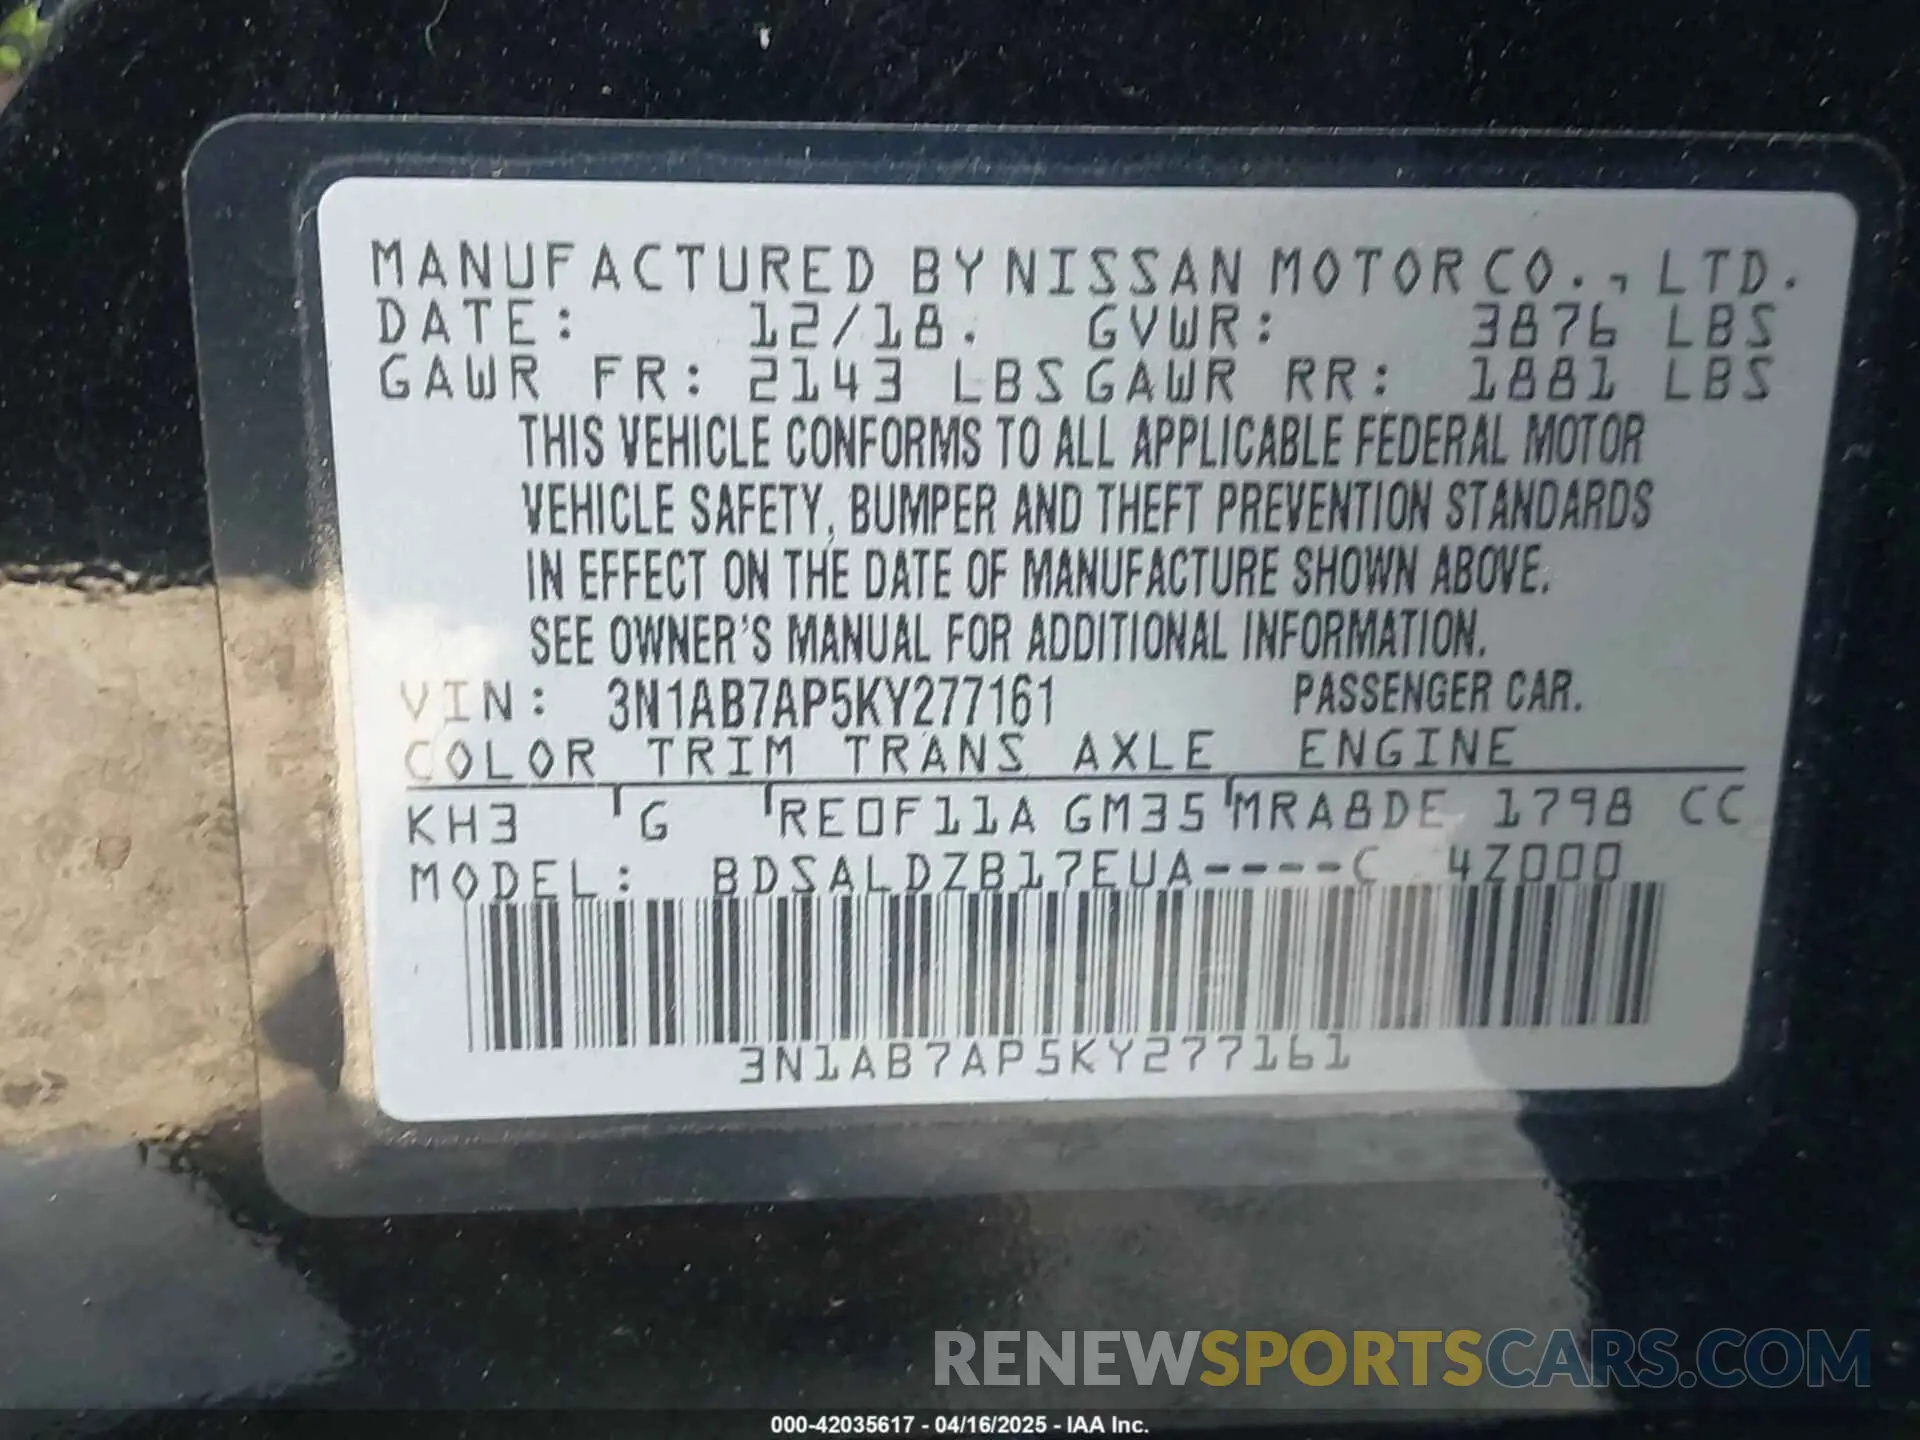 MANUFACTURED BY NISSAN MOTOR CO., LTD.
DATE: 12/18. GVWR: 3876 LBS
GAWR FR: 2143 LBS GAWR RR: 1881 LBS
THIS VEHICLE CONFORMS TO ALL APPLICABLE FEDERAL MOTOR
VEHICLE SAFETY, BUMPER AND THEFT PREVENTION STANDARDS
IN EFFECT ON THE DATE OF MANUFACTURE SHOWN ABOVE.
SEE OWNER'S MANUAL FOR ADDITIONAL INFORMATION.
VIN: 3N1AB7AP5KY277161 PASSENGER CAR.
COLOR TRIM TRANS AXLE ENGINE
KH3 G RE0F11A GM35 MRA8DE 1798 CC
MODEL: BDSALDZB17EUA----C 4Z000
3N1AB7AP5KY277161
RENEWSPORTSCARS.COM
000-42035617 - 04/16/2025 - IAA Inc.